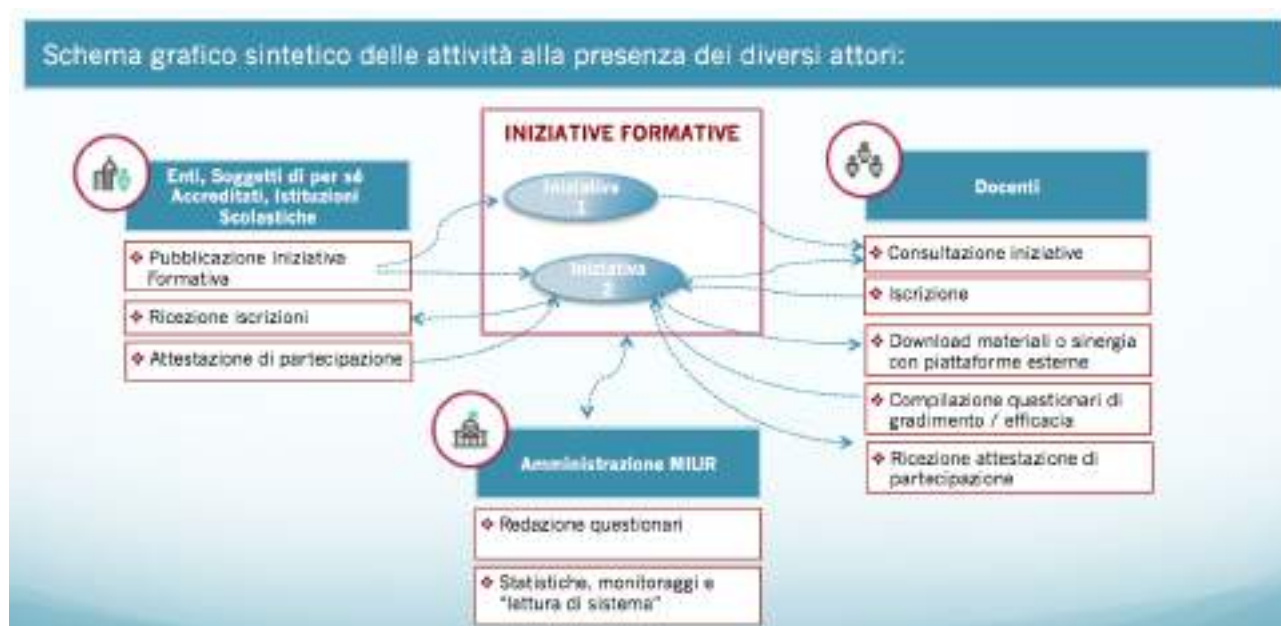 Schema grafico sintetico delle attività alla presenza dei diversi attori:
INIZIATIVE FORMATIVE
Iniziativa
1
Iniziativa
2
Enti, Soggetti di per sé
Accreditati, Istituzioni
Scolastiche
❖ Pubblicazione Iniziativa
Formativa
❖ Ricezione iscrizioni
❖ Attestazione di partecipazione
Docenti
❖ Consultazione iniziative
❖ Iscrizione
❖ Download materiali o sinergia
con piattaforme esterne
❖ Compilazione questionari di
gradimento / efficacia
❖ Ricezione attestazione di
partecipazione
Amministrazione MIUR
❖ Redazione questionari
❖ Statistiche, monitoraggi e
"lettura di sistema"